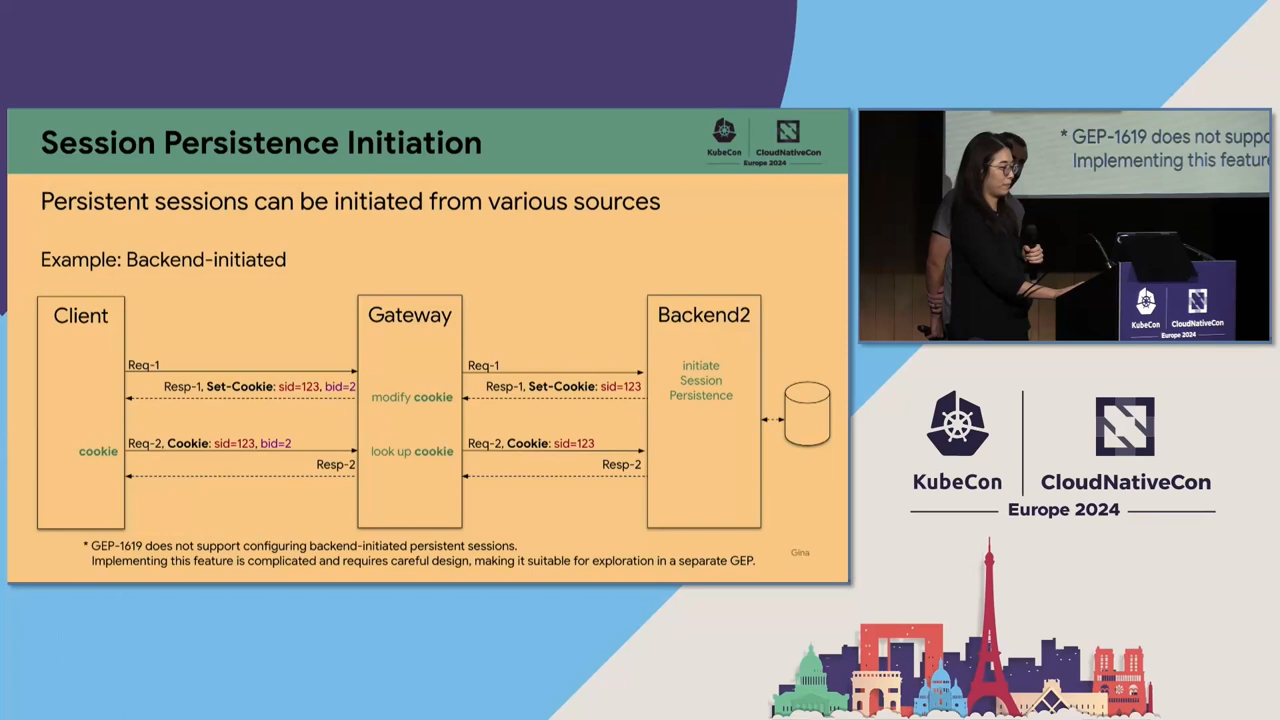 Session Persistence Initiation
KubeCon
CloudNativeCon
Europe 2024
Persistent sessions can be initiated from various sources
Example: Backend-initiated
Client
Gateway
Backend2
Req-1
Resp-1, Set-Cookie: sid=123, bid=2
modify cookie
Req-1
Resp-1, Set-Cookie: sid=123
initiate
Session
Persistence
cookie
Req-2, Cookie: sid=123, bid=2
Resp-2
look up cookie
Req-2, Cookie: sid=123
Resp-2
* GEP-1619 does not support configuring backend-initiated persistent sessions.
Implementing this feature is complicated and requires careful design, making it suitable for exploration in a separate GEP.
Gina
* GEP-1619 does not suppo
Implementing this featur
KubeCon
CloudNativeCon
Europe 2024
KubeCon
CloudNativeCon
Europe 2024